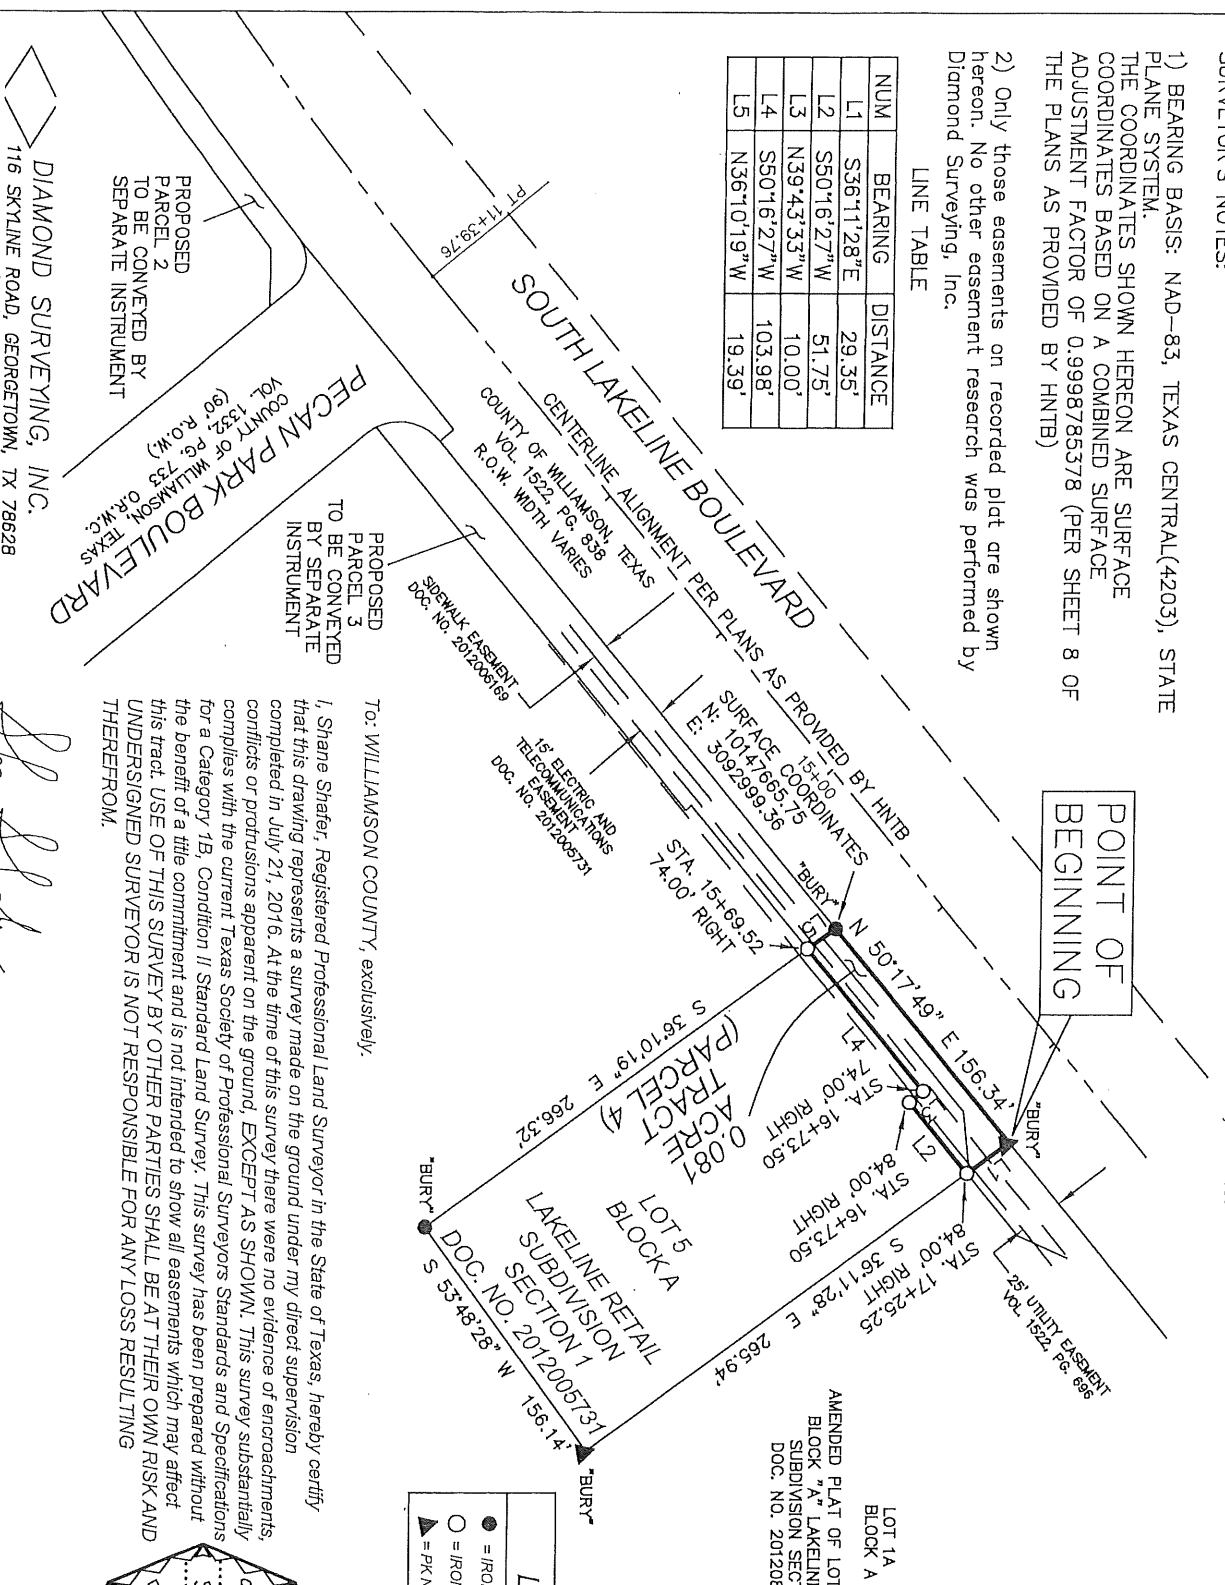 SURVEYOR'S NOTES:
1) BEARING BASIS: NAD-83, TEXAS CENTRAL(4203), STATE
PLANE SYSTEM.
THE COORDINATES SHOWN HEREON ARE SURFACE
COORDINATES BASED ON A COMBINED SURFACE
ADJUSTMENT FACTOR OF 0.9998785378 (PER SHEET 8 OF
THE PLANS AS PROVIDED BY HNTB)
2) Only those easements on recorded plat are shown
hereon. No other easement research was performed by
Diamond Surveying, Inc.
LINE TABLE
NUM BEARING DISTANCE
L1 S36°11'28"E 29.35'
L2 S50°16'27"W 51.75'
L3 N39°43'33"W 10.00'
L4 S50°16'27"W 103.98'
L5 N36°10'19"W 19.39'
POINT OF
BEGINNING
PT 11+39.76
SOUTH LAKELINE BOULEVARD
CENTERLINE ALIGNMENT PER PLANS AS PROVIDED BY HNTB
15+00
COUNTY OF WILLIAMSON, TEXAS
VOL. 1522, PG. 838
R.O.W. WIDTH VARIES
SURFACE COORDINATES
N: 10147665.75
E: 3092999.36
"BURY"
N 50°17'49" E 156.34'
"BURY"
L1
L2
L3
L4
L5
STA. 15+69.52
74.00' RIGHT
STA. 16+73.50
74.00' RIGHT
STA. 16+73.50
84.00' RIGHT
STA. 17+25.25
84.00' RIGHT
25' UTILITY EASEMENT
VOL. 1522, PG. 696
SIDEWALK EASEMENT
DOC. NO. 2012006169
15' ELECTRIC AND
TELECOMMUNICATIONS
EASEMENT
DOC. NO. 2012005731
S 36°10'19" E 266.32'
0.081
ACRE
TRACT
(PARCEL 4)
S 36°11'28" E 265.94'
LOT 5
BLOCK A
LAKELINE RETAIL
SUBDIVISION
SECTION 1
DOC. NO. 2012005731
"BURY"
S 53°48'28" W 156.14'
"BURY"
LOT 1A
BLOCK A
AMENDED PLAT OF LOT
BLOCK "A" LAKELIN
SUBDIVISION SECT
DOC. NO. 20120
PROPOSED
PARCEL 2
TO BE CONVEYED BY
SEPARATE INSTRUMENT
PECAN PARK BOULEVARD
COUNTY OF WILLIAMSON, TEXAS
VOL. 1332, PG. 733 O.R.W.C.
(90' R.O.W.)
PROPOSED
PARCEL 3
TO BE CONVEYED
BY SEPARATE
INSTRUMENT
To: WILLIAMSON COUNTY, exclusively.
I, Shane Shafer, Registered Professional Land Surveyor in the State of Texas, hereby certify
that this drawing represents a survey made on the ground under my direct supervision
completed in July 21, 2016. At the time of this survey there were no evidence of encroachments,
conflicts or protrusions apparent on the ground, EXCEPT AS SHOWN. This survey substantially
complies with the current Texas Society of Professional Surveyors Standards and Specifications
for a Category 1B, Condition II Standard Land Survey. This survey has been prepared without
the benefit of a title commitment and is not intended to show all easements which may affect
this tract. USE OF THIS SURVEY BY OTHER PARTIES SHALL BE AT THEIR OWN RISK AND
UNDERSIGNED SURVEYOR IS NOT RESPONSIBLE FOR ANY LOSS RESULTING
THEREFROM.
L
= IRO
= IRO
= PK N
DIAMOND SURVEYING, INC.
116 SKYLINE ROAD, GEORGETOWN, TX 78628